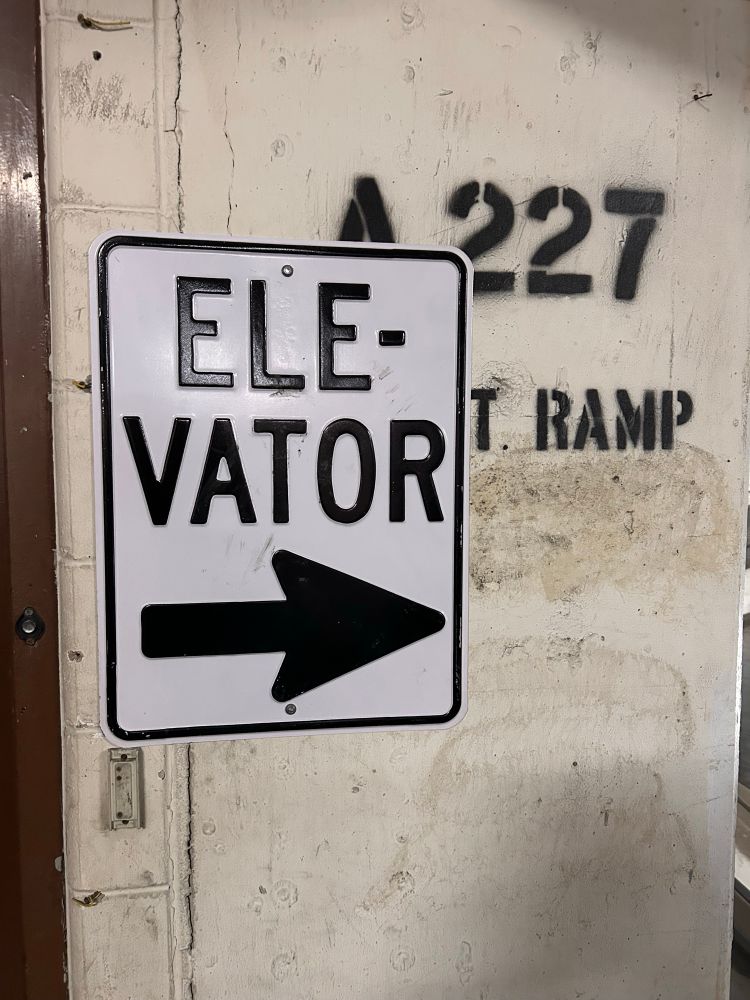 A 227
T RAMP
ELE-
VATOR